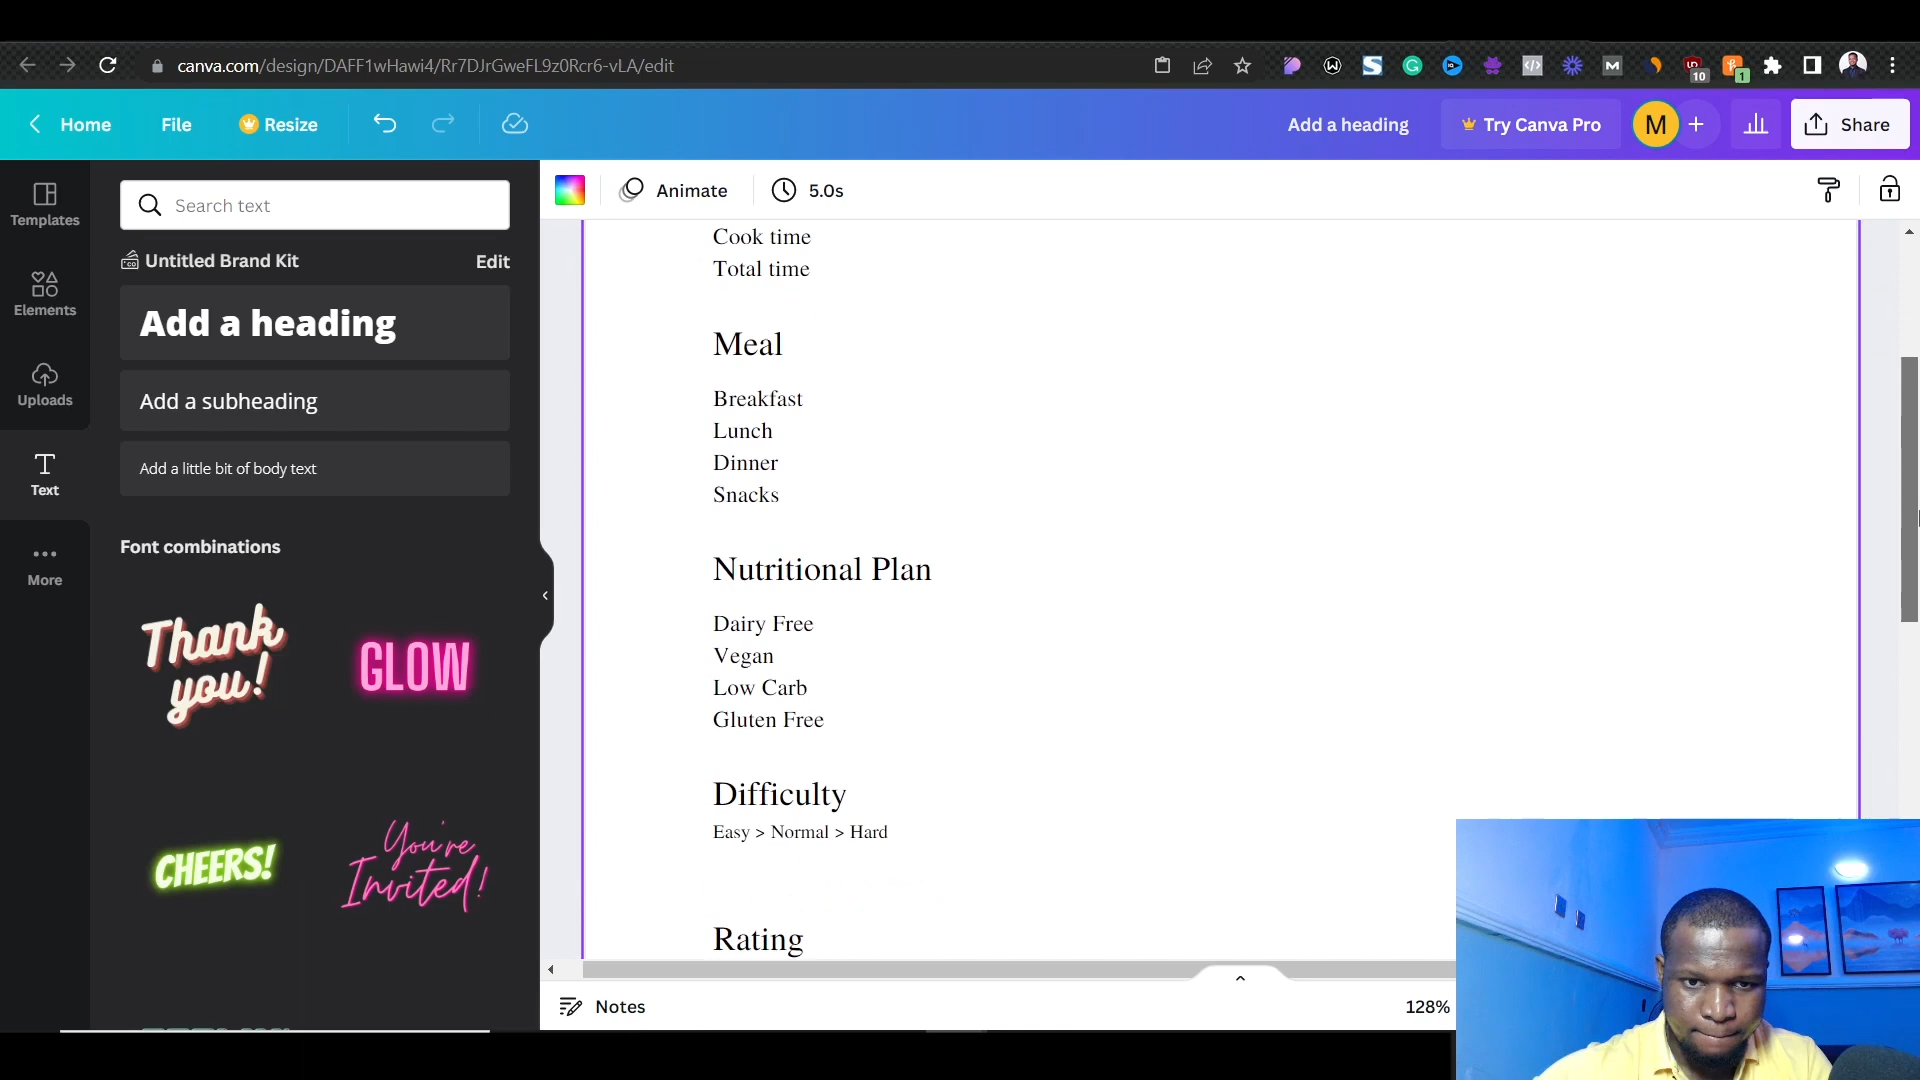 canva.com/design/DAFF1wHawi4/Rr7DJrGweFL9z0Rcr6-vLA/edit
10
1
Home
File
Resize
Add a heading
Try Canva Pro
M
Share
Templates
Elements
Uploads
Text
More
Search text
Untitled Brand Kit
Edit
Add a heading
Add a subheading
Add a little bit of body text
Font combinations
Thank
you!
GLOW
CHEERS!
You're
Invited!
Animate
5.0s
Cook time
Total time
Meal
Breakfast
Lunch
Dinner
Snacks
Nutritional Plan
Dairy Free
Vegan
Low Carb
Gluten Free
Difficulty
Easy > Normal > Hard
Rating
Notes
128%